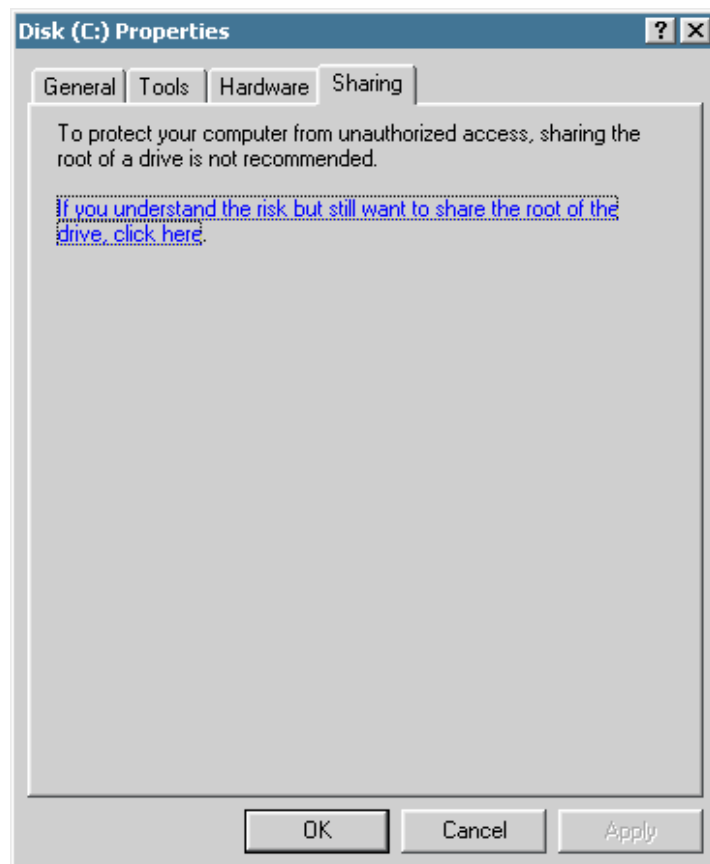 Disk (C:) Properties
General Tools Hardware Sharing
To protect your computer from unauthorized access, sharing the
root of a drive is not recommended.
If you understand the risk but still want to share the root of the
drive, click here.
OK Cancel Apply